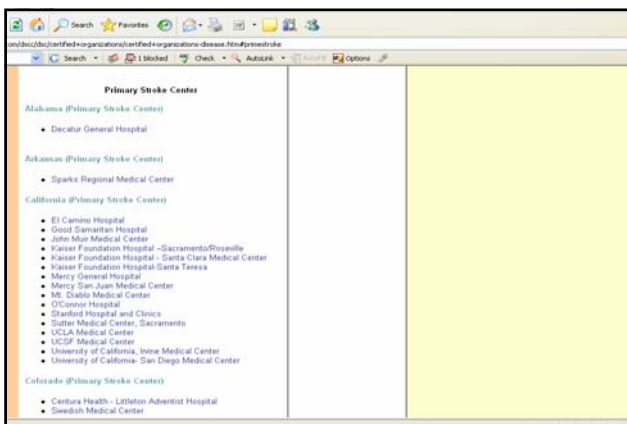 Search Favorites
om/dscc/dsc/certified+organizations/certified+organizations-disease.htm#primestroke
Search 1 blocked Check AutoLink Options
Primary Stroke Center
Alabama (Primary Stroke Center)
• Decatur General Hospital
Arkansas (Primary Stroke Center)
• Sparks Regional Medical Center
California (Primary Stroke Center)
• El Camino Hospital
• Good Samaritan Hospital
• John Muir Medical Center
• Kaiser Foundation Hospital –Sacramento/Roseville
• Kaiser Foundation Hospital - Santa Clara Medical Center
• Kaiser Foundation Hospital-Santa Teresa
• Mercy General Hospital
• Mercy San Juan Medical Center
• Mt. Diablo Medical Center
• O'Connor Hospital
• Stanford Hospital and Clinics
• Sutter Medical Center, Sacramento
• UCLA Medical Center
• UCSF Medical Center
• University of California, Irvine Medical Center
• University of California- San Diego Medical Center
Colorado (Primary Stroke Center)
• Centura Health - Littleton Adventist Hospital
• Swedish Medical Center